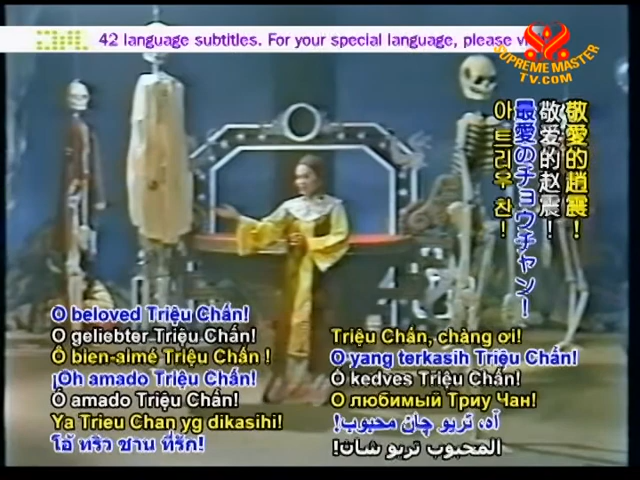 42 language subtitles. For your special language, please vi
SUPREME MASTER
TV.COM
敬愛的趙震！
敬爱的赵震！
最愛のチョウチャン！
아 트리우 찬!
O beloved Triệu Chấn!
O geliebter Triệu Chấn!
Ô bien-aimé Triệu Chấn !
¡Oh amado Triệu Chấn!
Ó amado Triệu Chấn!
Ya Trieu Chan yg dikasihi!
โอ้ ทริว ชาน ที่รัก!
Triệu Chấn, chàng ơi!
O yang terkasih Triệu Chẩn!
Ó kedves Triệu Chấn!
О любимый Триу Чан!
آه، تریو چان محبوب!
المحبوب تريو شان!